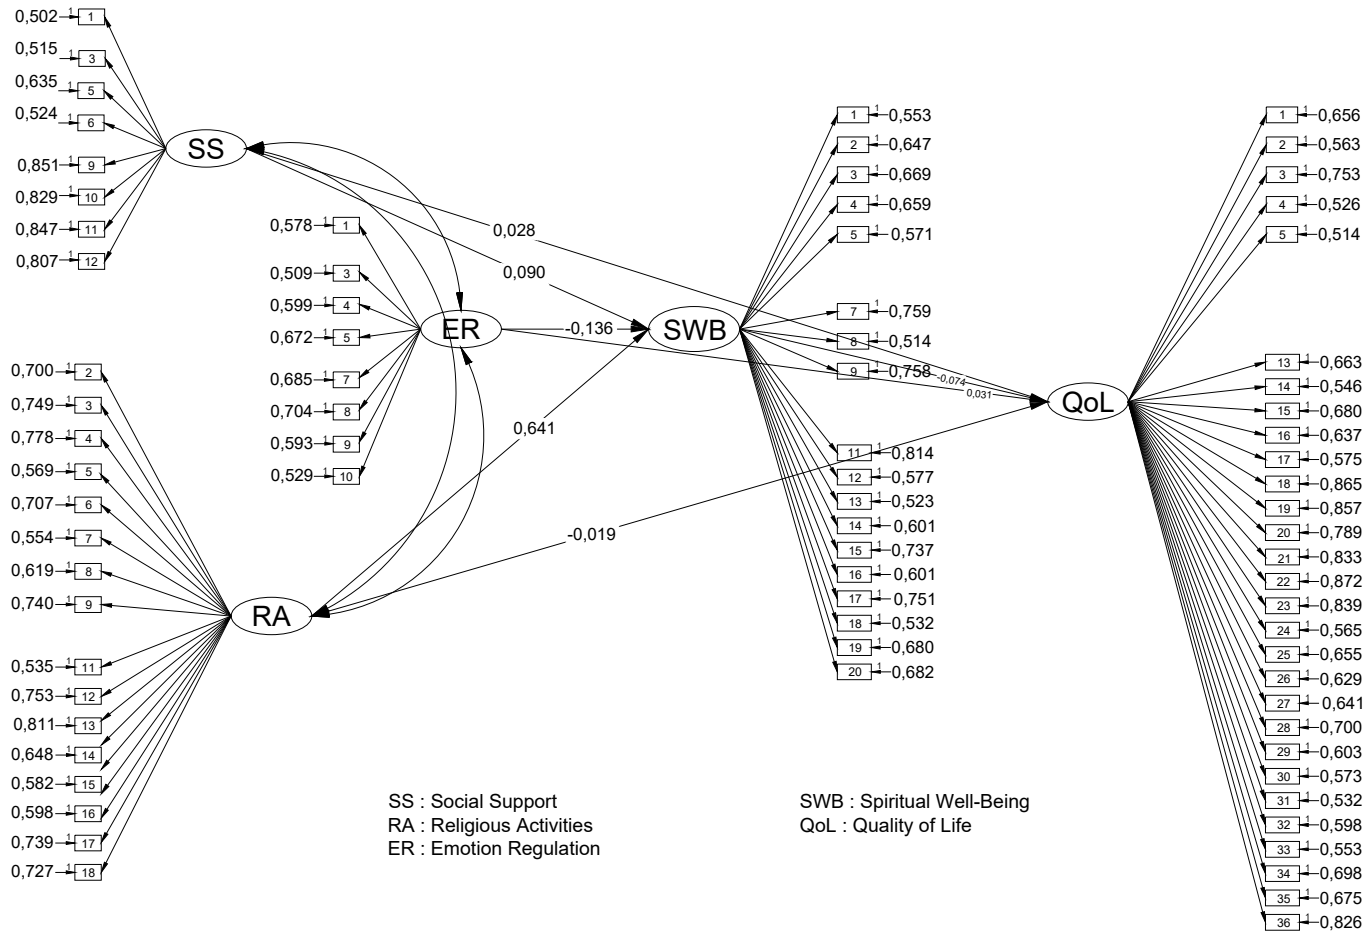 0,502 1 1
0,515 1 3
0,635 1 5
0,524 1 6
0,851 1 9
0,829 1 10
0,847 1 11
0,807 1 12
SS
0,578 1 1
0,509 1 3
0,599 1 4
0,672 1 5
0,685 1 7
0,704 1 8
0,593 1 9
0,529 1 10
ER
0,700 1 2
0,749 1 3
0,778 1 4
0,569 1 5
0,707 1 6
0,554 1 7
0,619 1 8
0,740 1 9
0,535 1 11
0,753 1 12
0,811 1 13
0,648 1 14
0,582 1 15
0,598 1 16
0,739 1 17
0,727 1 18
RA
0,028
0,090
-0,136
0,641
-0,019
-0,074
0,031
SWB
1 1 0,553
2 1 0,647
3 1 0,669
4 1 0,659
5 1 0,571
7 1 0,759
8 1 0,514
9 1 0,758
11 1 0,814
12 1 0,577
13 1 0,523
14 1 0,601
15 1 0,737
16 1 0,601
17 1 0,751
18 1 0,532
19 1 0,680
20 1 0,682
QoL
1 1 0,656
2 1 0,563
3 1 0,753
4 1 0,526
5 1 0,514
13 1 0,663
14 1 0,546
15 1 0,680
16 1 0,637
17 1 0,575
18 1 0,865
19 1 0,857
20 1 0,789
21 1 0,833
22 1 0,872
23 1 0,839
24 1 0,565
25 1 0,655
26 1 0,629
27 1 0,641
28 1 0,700
29 1 0,603
30 1 0,573
31 1 0,532
32 1 0,598
33 1 0,553
34 1 0,698
35 1 0,675
36 1 0,826
SS : Social Support
RA : Religious Activities
ER : Emotion Regulation
SWB : Spiritual Well-Being
QoL : Quality of Life